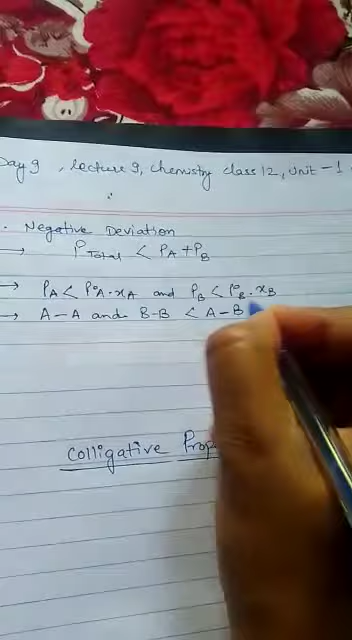 Day 9, lecture 9, chemistry class 12, unit - 1
. Negative Deviation
→ P Total < PA + PB
→ PA < P°A · xA and PB < P°B · xB
→ A - A and B - B < A - B
Colligative